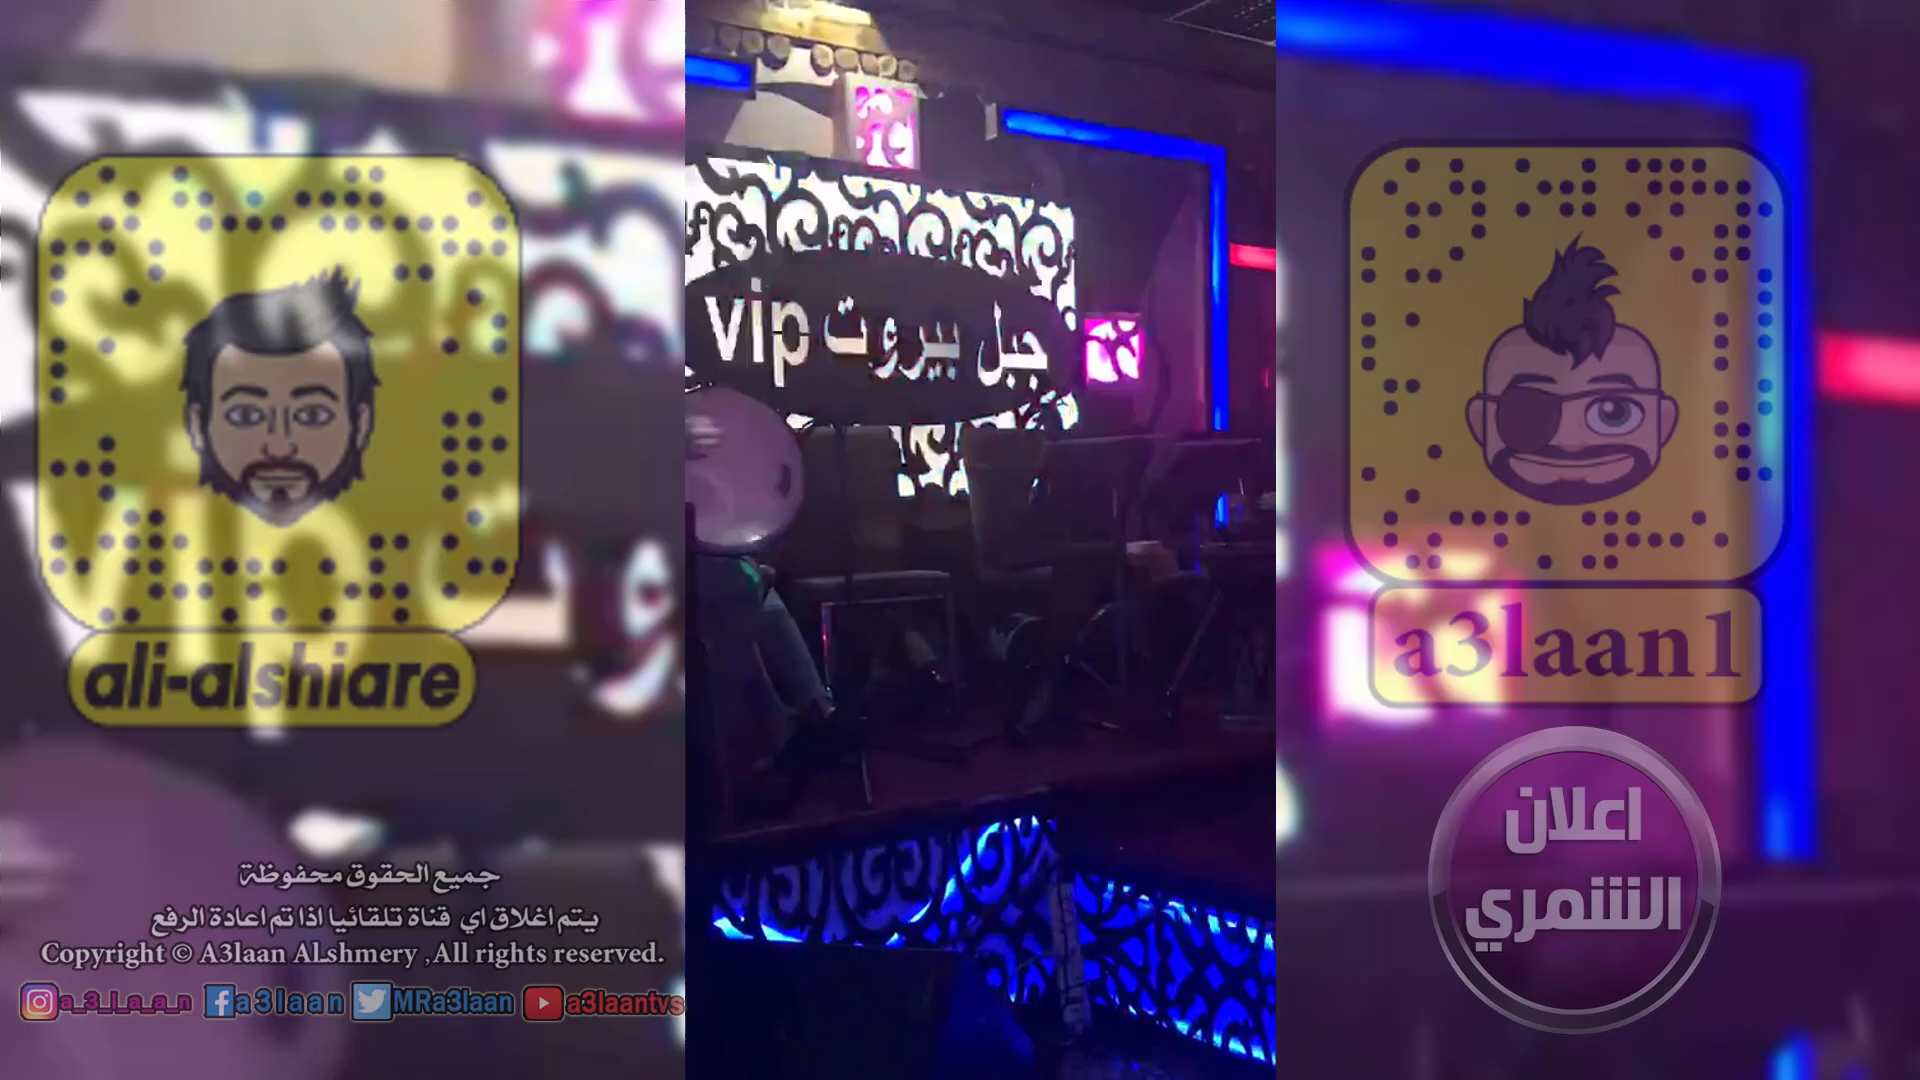 جبل بيروت vip
ali-alshiare
جميع الحقوق محفوظة
يتم اغلاق اي قناة تلقائيا اذا تم اعادة الرفع
Copyright © A3laan ALshmery ,All rights reserved.
a_3_l_a_a_n a3laan MRa3laan a3laantvs
a3laan1
اعلان
الشمري